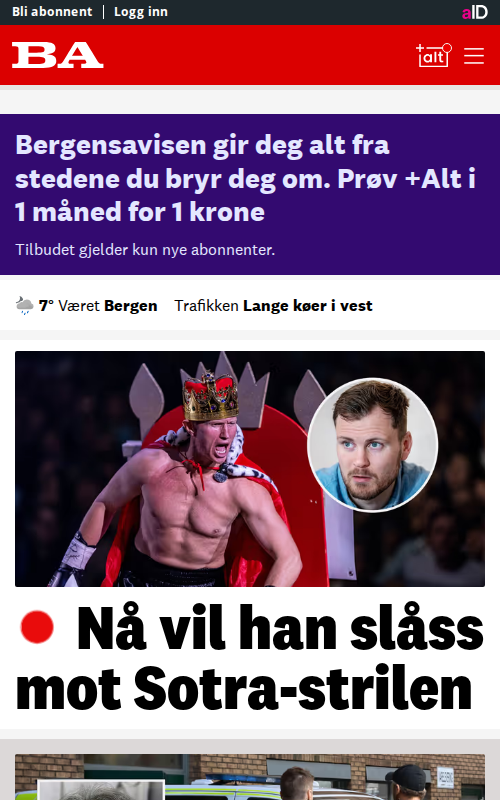 Bli abonnent | Logg inn
aID
BA
+alt
Bergensavisen gir deg alt fra
stedene du bryr deg om. Prøv +Alt i
1 måned for 1 krone
Tilbudet gjelder kun nye abonnenter.
7° Været Bergen Trafikken Lange køer i vest
Nå vil han slåss
mot Sotra-strilen